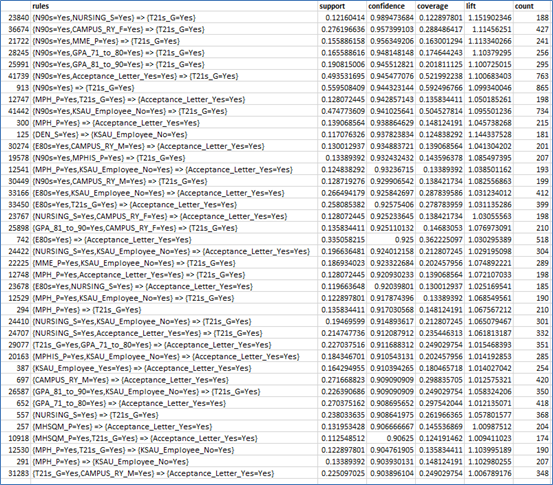 rules support confidence coverage lift count
23840 {N90s=Yes,NURSING_S=Yes} => {T21s_G=Yes} 0.12160414 0.989473684 0.122897801 1.151902346 188
36674 {N90s=Yes,CAMPUS_RY_F=Yes} => {T21s_G=Yes} 0.276196636 0.957399103 0.288486417 1.11456251 427
21722 {N90s=Yes,MME_P=Yes} => {T21s_G=Yes} 0.155886158 0.956349206 0.163001294 1.113340266 241
28245 {N90s=Yes,GPA_71_to_80=Yes} => {T21s_G=Yes} 0.165588616 0.948148148 0.174644243 1.10379295 256
25991 {N90s=Yes,GPA_81_to_90=Yes} => {T21s_G=Yes} 0.190815006 0.945512821 0.201811125 1.100725015 295
41739 {N90s=Yes,Acceptance_Letter_Yes=Yes} => {T21s_G=Yes} 0.493531695 0.945477076 0.521992238 1.100683403 763
913 {N90s=Yes} => {T21s_G=Yes} 0.559508409 0.944323144 0.592496766 1.099340046 865
12747 {MPH_P=Yes,T21s_G=Yes} => {Acceptance_Letter_Yes=Yes} 0.128072445 0.942857143 0.135834411 1.050185261 198
41442 {N90s=Yes,KSAU_Employee_No=Yes} => {T21s_G=Yes} 0.474773609 0.941025641 0.504527814 1.095501236 734
300 {MPH_P=Yes} => {Acceptance_Letter_Yes=Yes} 0.139068564 0.938864629 0.148124191 1.045738268 215
125 {DEN_S=Yes} => {KSAU_Employee_No=Yes} 0.117076326 0.937823834 0.124838292 1.144337528 181
30274 {E80s=Yes,CAMPUS_RY_M=Yes} => {Acceptance_Letter_Yes=Yes} 0.130012937 0.934883721 0.139068564 1.041304202 201
19578 {N90s=Yes,MPHIS_P=Yes} => {T21s_G=Yes} 0.13389392 0.932432432 0.143596378 1.085497395 207
12541 {MPH_P=Yes,KSAU_Employee_No=Yes} => {Acceptance_Letter_Yes=Yes} 0.124838292 0.93236715 0.13389392 1.038501162 193
30449 {N90s=Yes,CAMPUS_RY_M=Yes} => {T21s_G=Yes} 0.128719276 0.929906542 0.138421734 1.082556863 199
33166 {E80s=Yes,KSAU_Employee_No=Yes} => {Acceptance_Letter_Yes=Yes} 0.266494179 0.925842697 0.287839586 1.031234012 412
33450 {E80s=Yes,T21s_G=Yes} => {Acceptance_Letter_Yes=Yes} 0.258085382 0.92575406 0.278783959 1.031135286 399
23767 {NURSING_S=Yes,CAMPUS_RY_F=Yes} => {Acceptance_Letter_Yes=Yes} 0.128072445 0.925233645 0.138421734 1.03055563 198
25898 {GPA_81_to_90=Yes,CAMPUS_RY_F=Yes} => {T21s_G=Yes} 0.135834411 0.925110132 0.14683053 1.076973091 210
742 {E80s=Yes} => {Acceptance_Letter_Yes=Yes} 0.335058215 0.925 0.362225097 1.030295389 518
24422 {NURSING_S=Yes,KSAU_Employee_No=Yes} => {Acceptance_Letter_Yes=Yes} 0.196636481 0.924012158 0.212807245 1.029195098 304
22225 {MME_P=Yes,KSAU_Employee_No=Yes} => {T21s_G=Yes} 0.186934023 0.923322684 0.202457956 1.074892221 289
12748 {MPH_P=Yes,Acceptance_Letter_Yes=Yes} => {T21s_G=Yes} 0.128072445 0.920930233 0.139068564 1.072107033 198
23678 {E80s=Yes,NURSING_S=Yes} => {Acceptance_Letter_Yes=Yes} 0.119663648 0.92039801 0.130012937 1.025169541 185
12529 {MPH_P=Yes,KSAU_Employee_No=Yes} => {T21s_G=Yes} 0.122897801 0.917874396 0.13389392 1.068549561 190
294 {MPH_P=Yes} => {T21s_G=Yes} 0.135834411 0.917030568 0.148124191 1.067567212 210
24410 {NURSING_S=Yes,KSAU_Employee_No=Yes} => {T21s_G=Yes} 0.19469599 0.914893617 0.212807245 1.065079467 301
24707 {NURSING_S=Yes,Acceptance_Letter_Yes=Yes} => {T21s_G=Yes} 0.214747736 0.912087912 0.235446313 1.061813187 332
29077 {T21s_G=Yes,GPA_71_to_80=Yes} => {Acceptance_Letter_Yes=Yes} 0.227037516 0.911688312 0.249029754 1.015468393 351
20163 {MPHIS_P=Yes,KSAU_Employee_No=Yes} => {Acceptance_Letter_Yes=Yes} 0.184346701 0.910543131 0.202457956 1.014192853 285
387 {KSAU_Employee_Yes=Yes} => {Acceptance_Letter_Yes=Yes} 0.164294955 0.910394265 0.180465718 1.014027042 254
697 {CAMPUS_RY_M=Yes} => {Acceptance_Letter_Yes=Yes} 0.271668823 0.909090909 0.298835705 1.012575321 420
26587 {GPA_81_to_90=Yes,KSAU_Employee_No=Yes} => {T21s_G=Yes} 0.226390686 0.909090909 0.249029754 1.058324206 350
652 {GPA_71_to_80=Yes} => {Acceptance_Letter_Yes=Yes} 0.270375162 0.908695652 0.297542044 1.012135071 418
557 {NURSING_S=Yes} => {T21s_G=Yes} 0.238033635 0.908641975 0.261966365 1.057801577 368
257 {MHSQM_P=Yes} => {Acceptance_Letter_Yes=Yes} 0.131953428 0.906666667 0.145536869 1.00987512 204
10918 {MHSQM_P=Yes,T21s_G=Yes} => {Acceptance_Letter_Yes=Yes} 0.112548512 0.90625 0.124191462 1.009411023 174
12530 {MPH_P=Yes,T21s_G=Yes} => {KSAU_Employee_No=Yes} 0.122897801 0.904761905 0.135834411 1.103995189 190
291 {MPH_P=Yes} => {KSAU_Employee_No=Yes} 0.13389392 0.903930131 0.148124191 1.102980255 207
31283 {T21s_G=Yes,CAMPUS_RY_M=Yes} => {Acceptance_Letter_Yes=Yes} 0.225097025 0.903896104 0.249029754 1.006789176 348